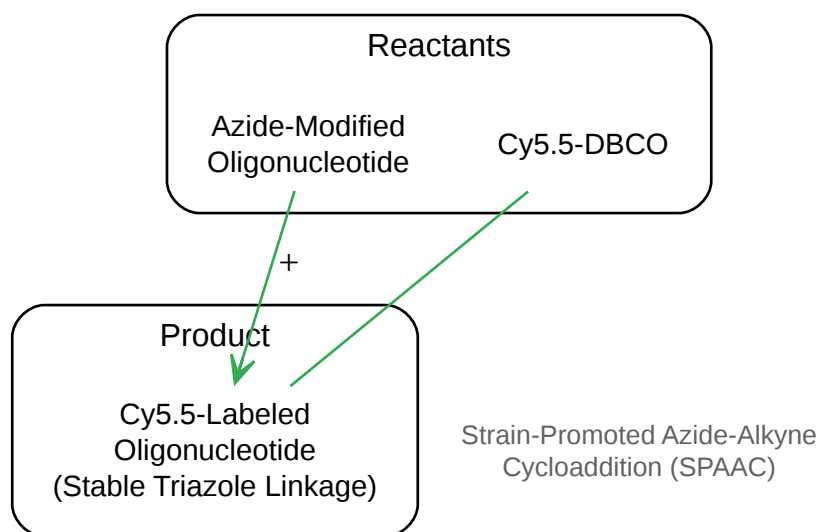 Reactants
Azide-Modified
Oligonucleotide
Cy5.5-DBCO
+
Product
Cy5.5-Labeled
Oligonucleotide
(Stable Triazole Linkage)
Strain-Promoted Azide-Alkyne
Cycloaddition (SPAAC)